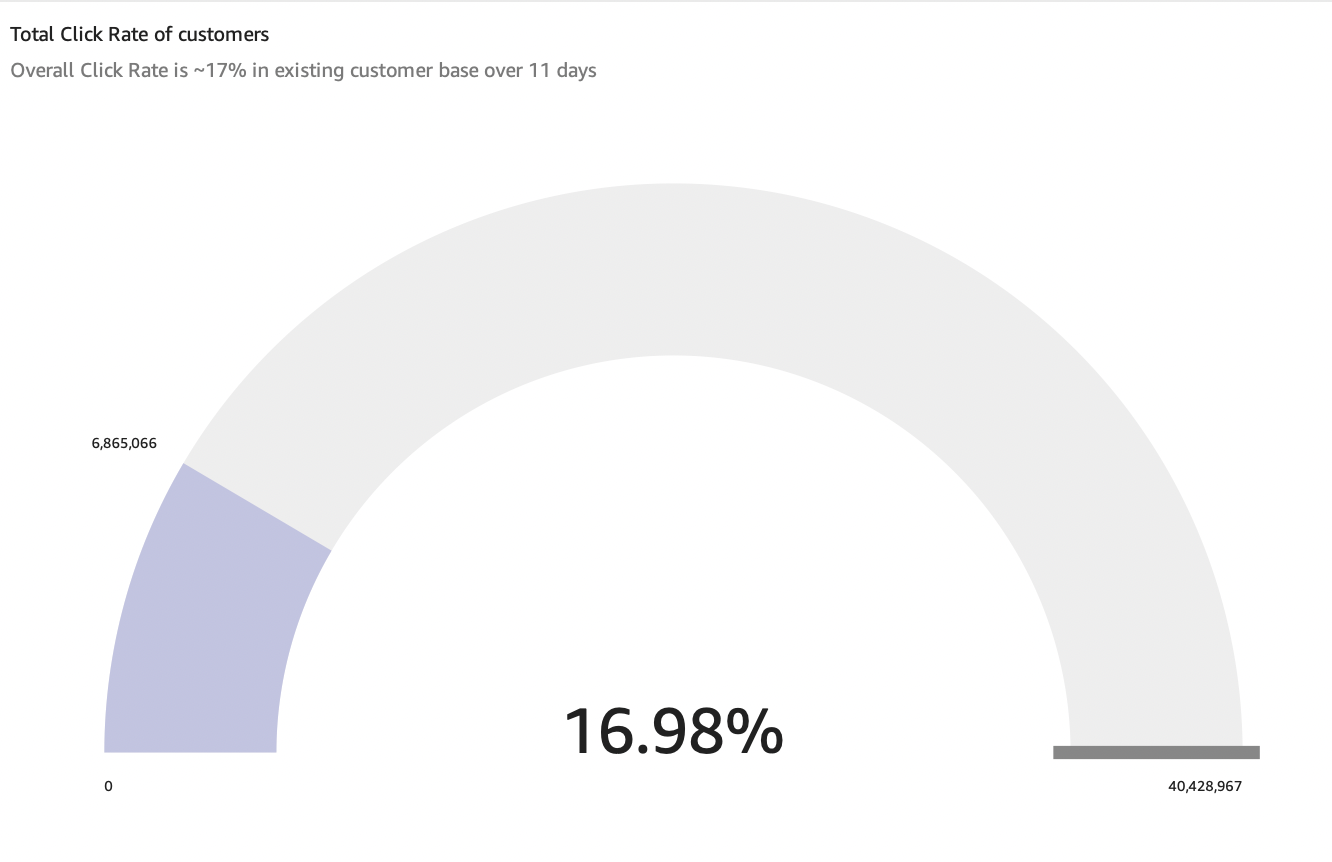 Total Click Rate of customers
Overall Click Rate is ~17% in existing customer base over 11 days
6,865,066
16.98%
0
40,428,967